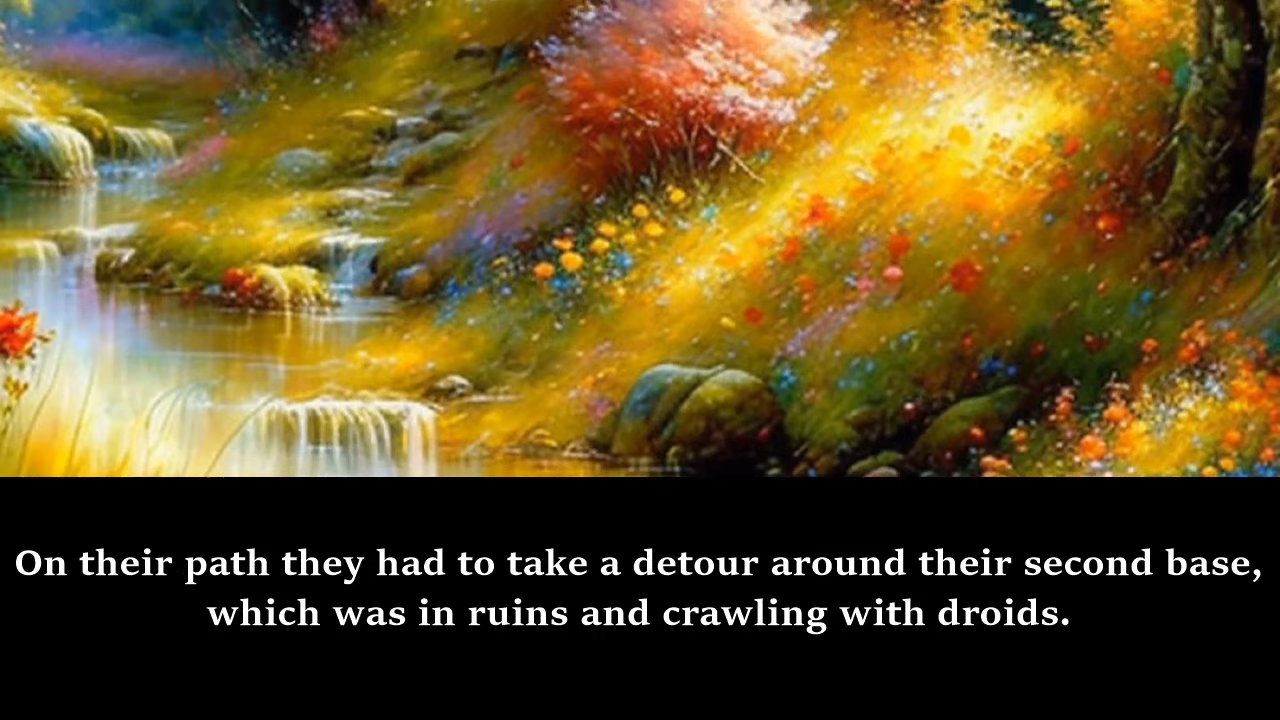 On their path they had to take a detour around their second base,
which was in ruins and crawling with droids.